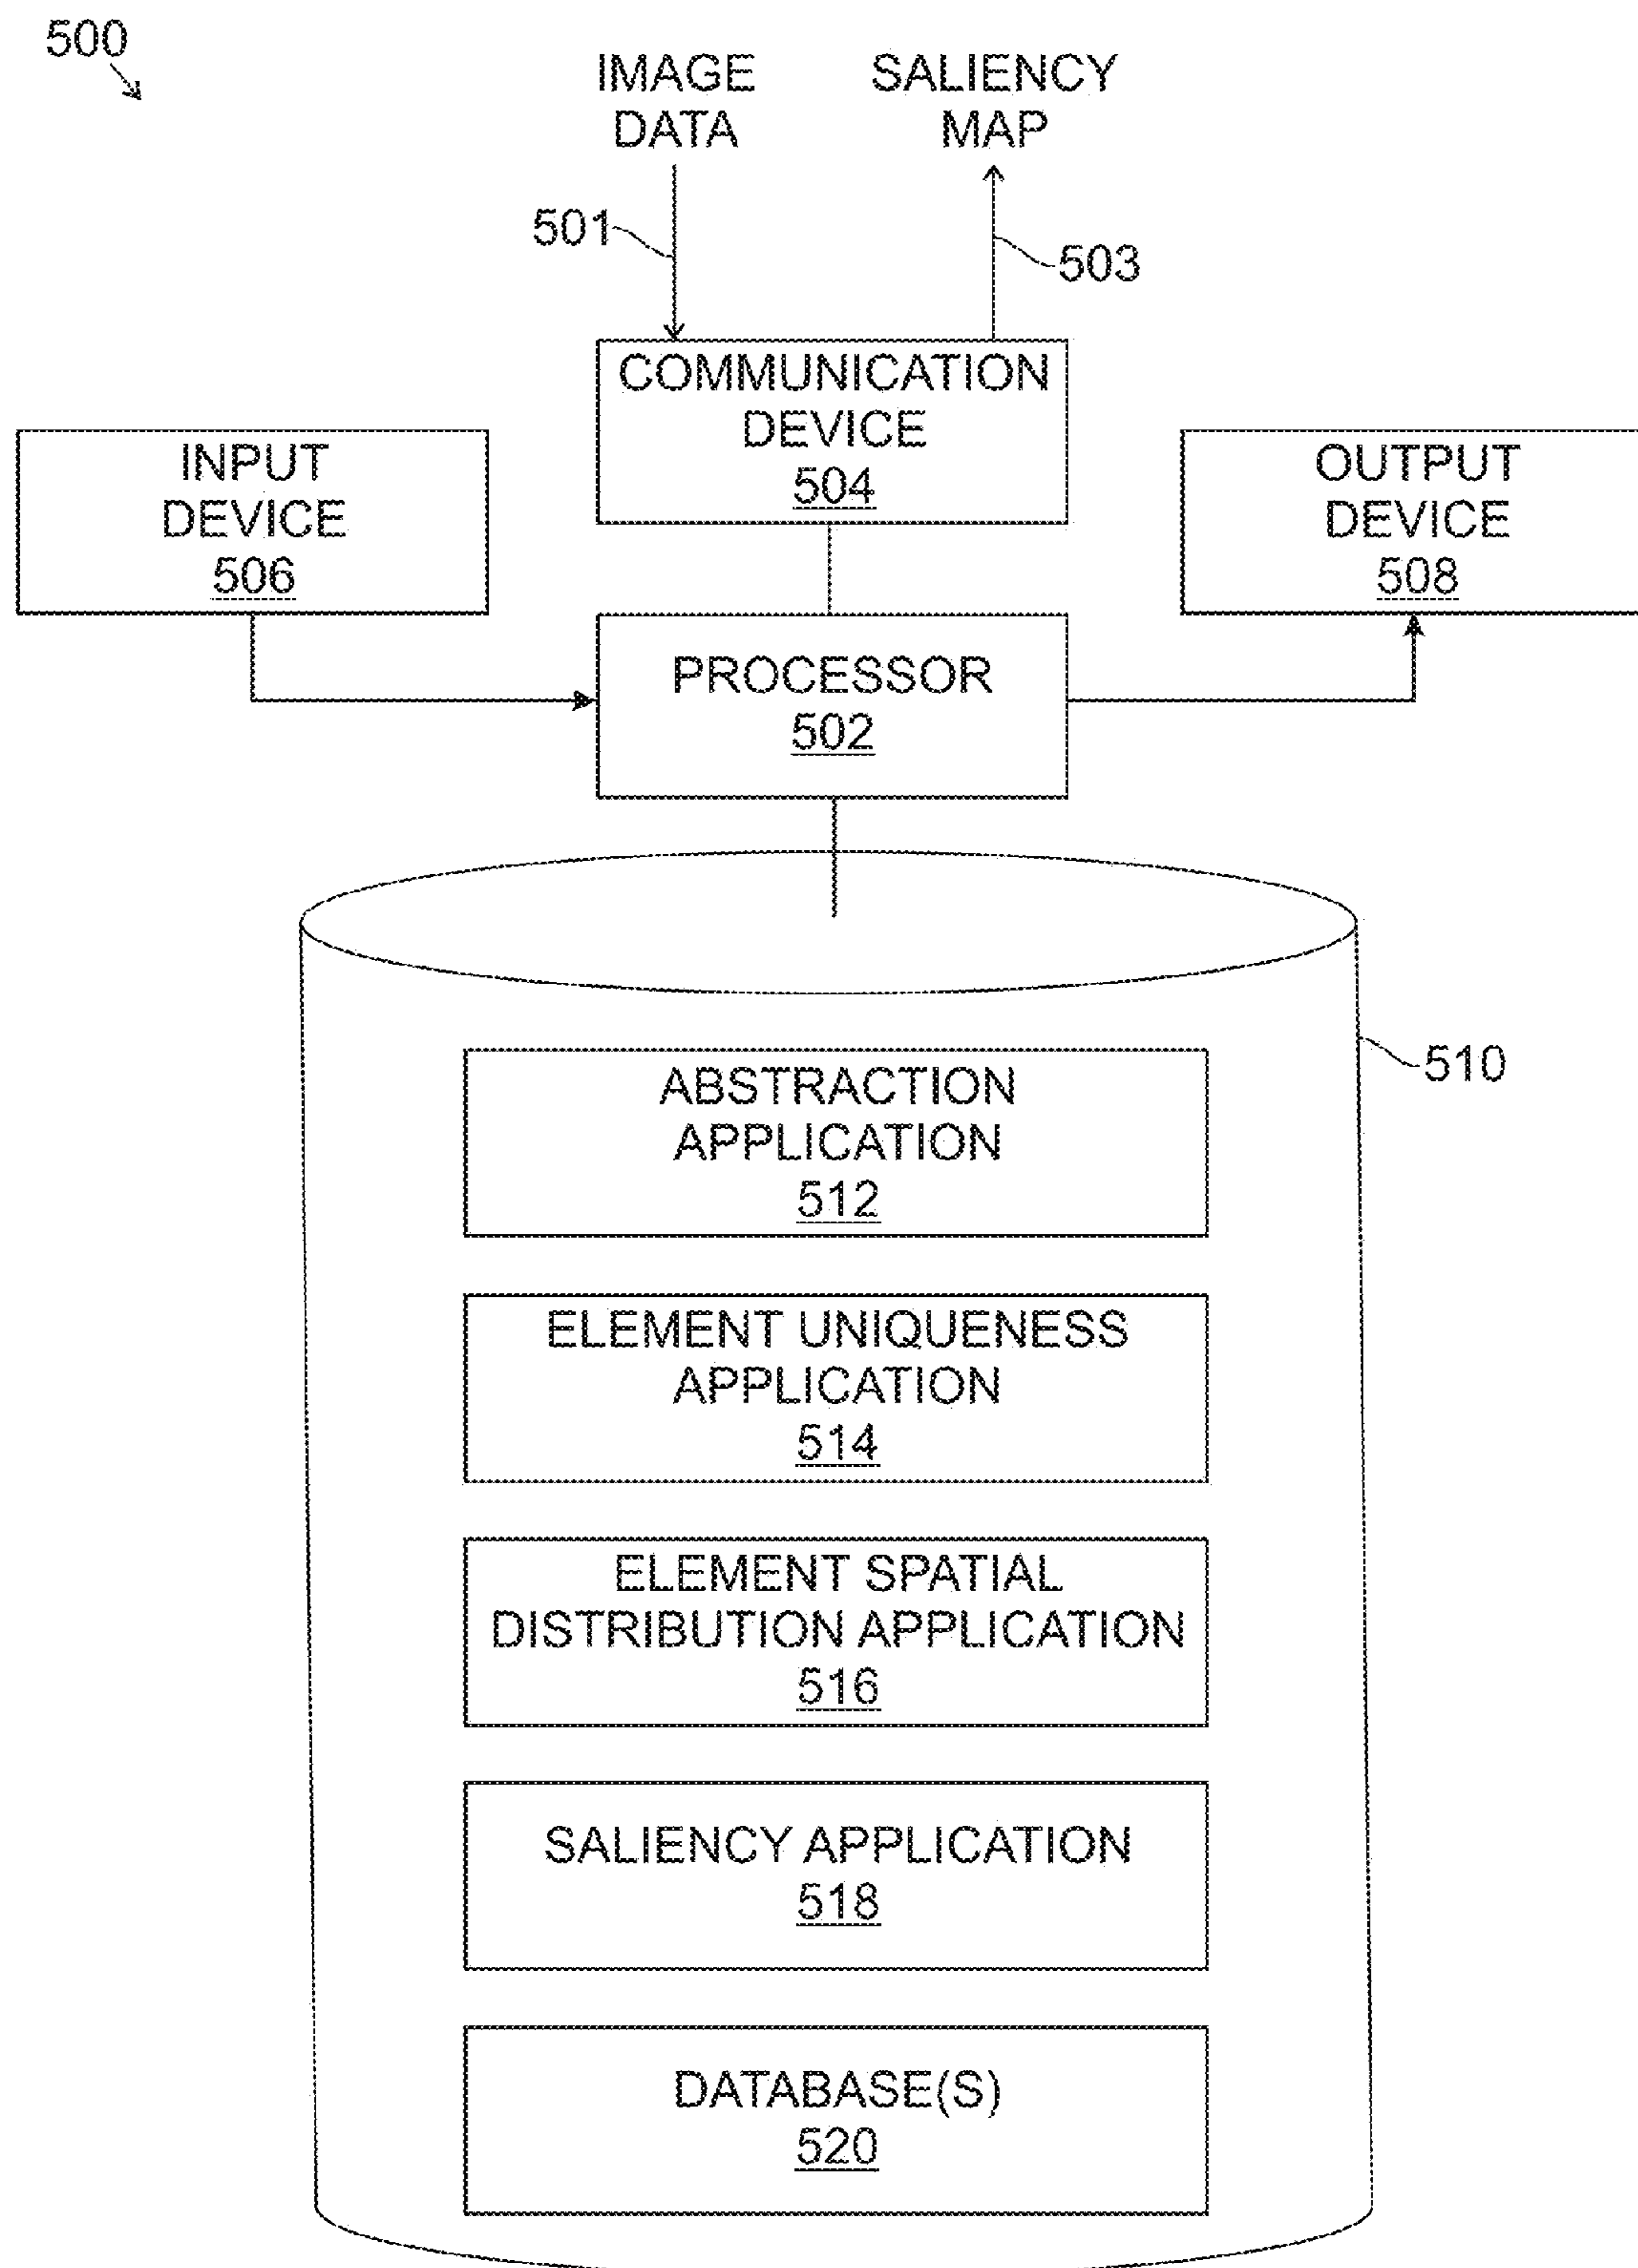 500
IMAGE
DATA
SALIENCY
MAP
501
503
COMMUNICATION
DEVICE
504
INPUT
DEVICE
506
OUTPUT
DEVICE
508
PROCESSOR
502
510
ABSTRACTION
APPLICATION
512
ELEMENT UNIQUENESS
APPLICATION
514
ELEMENT SPATIAL
DISTRIBUTION APPLICATION
516
SALIENCY APPLICATION
518
DATABASE(S)
520